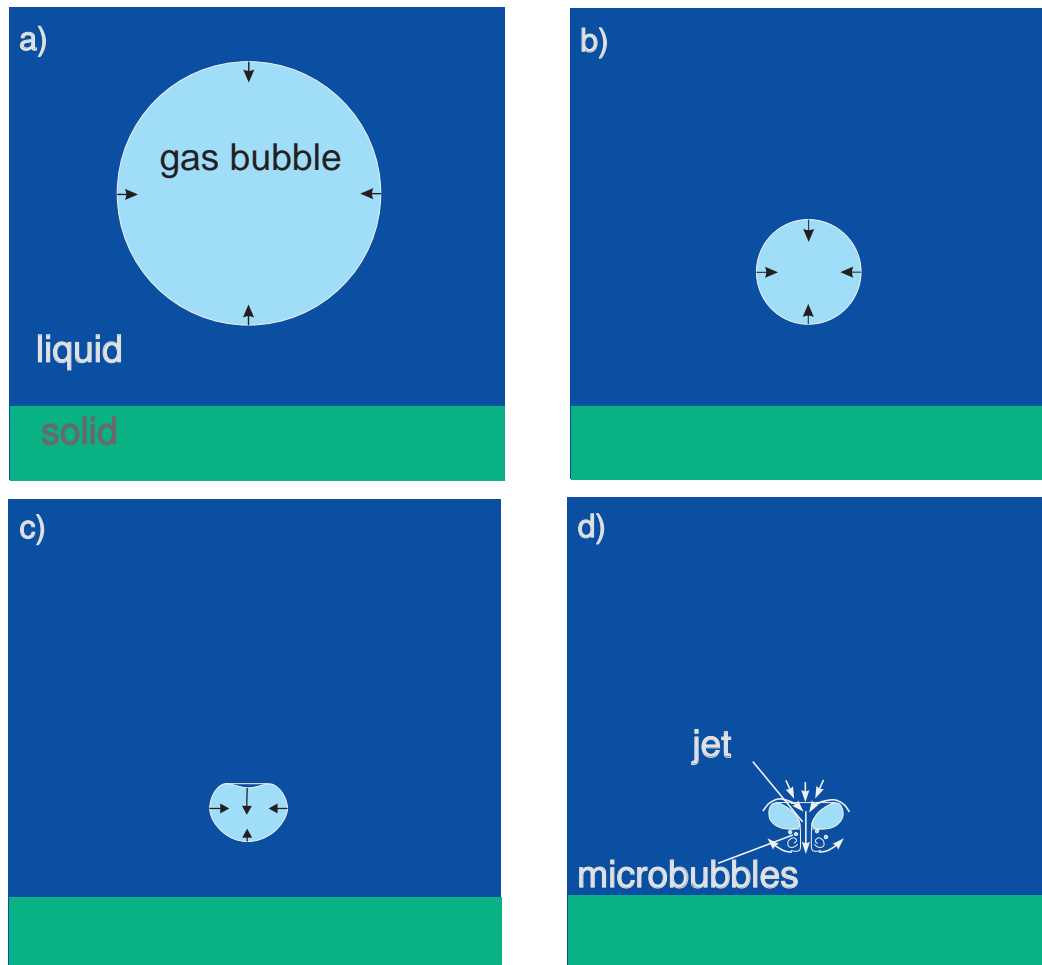 a)
gas bubble
liquid
solid
b)
c)
d)
jet
microbubbles